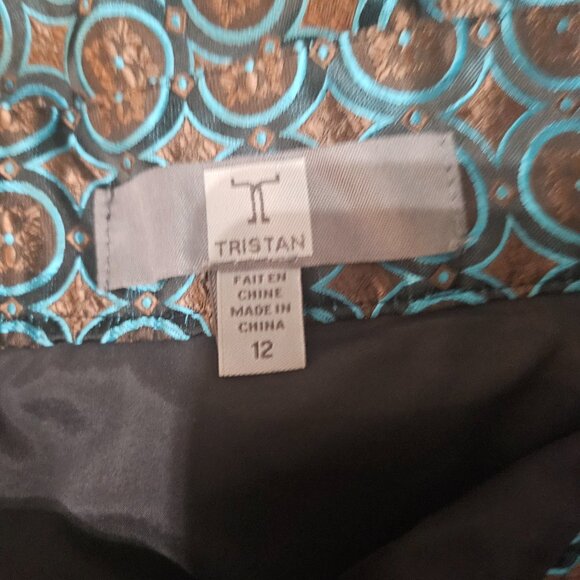 TRISTAN
FAIT EN
CHINE
MADE IN
CHINA
12